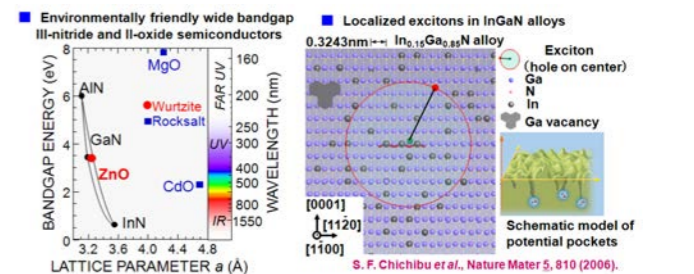 ■ Environmentally friendly wide bandgap
III-nitride and II-oxide semiconductors
8
6
4
2
0
BANDGAP ENERGY (eV)
AlN
GaN
ZnO
InN
MgO
CdO
Wurtzite
Rocksalt
3.2 3.6 4.0 4.4 4.8
LATTICE PARAMETER a (Å)
FAR UV
UV
IR
160
200
250
300
400
500
800
1550
WAVELENGTH (nm)
■ Localized excitons in InGaN alloys
0.3243nm In0.15Ga0.85N alloy
Exciton
(hole on center)
Ga
N
In
Ga vacancy
[0001]
[112̄0]
[11̄00]
Schematic model of
potential pockets
S. F. Chichibu et al., Nature Mater 5, 810 (2006).